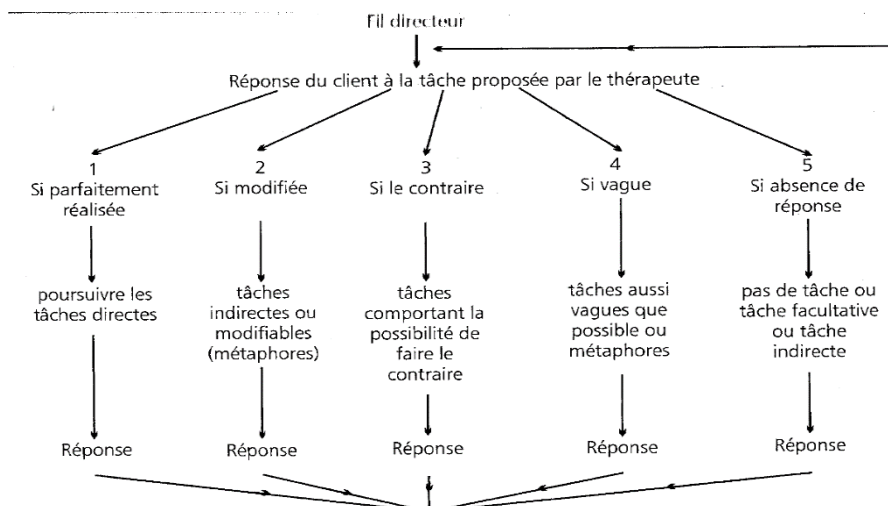 Fil directeur
Réponse du client à la tâche proposée par le thérapeute
1
Si parfaitement
réalisée
2
Si modifiée
3
Si le contraire
4
Si vague
5
Si absence de
réponse
poursuivre les
tâches directes
tâches
indirectes ou
modifiables
(métaphores)
tâches
comportant la
possibilité de
faire le
contraire
tâches aussi
vagues que
possible ou
métaphores
pas de tâche ou
tâche facultative
ou tâche
indirecte
Réponse
Réponse
Réponse
Réponse
Réponse